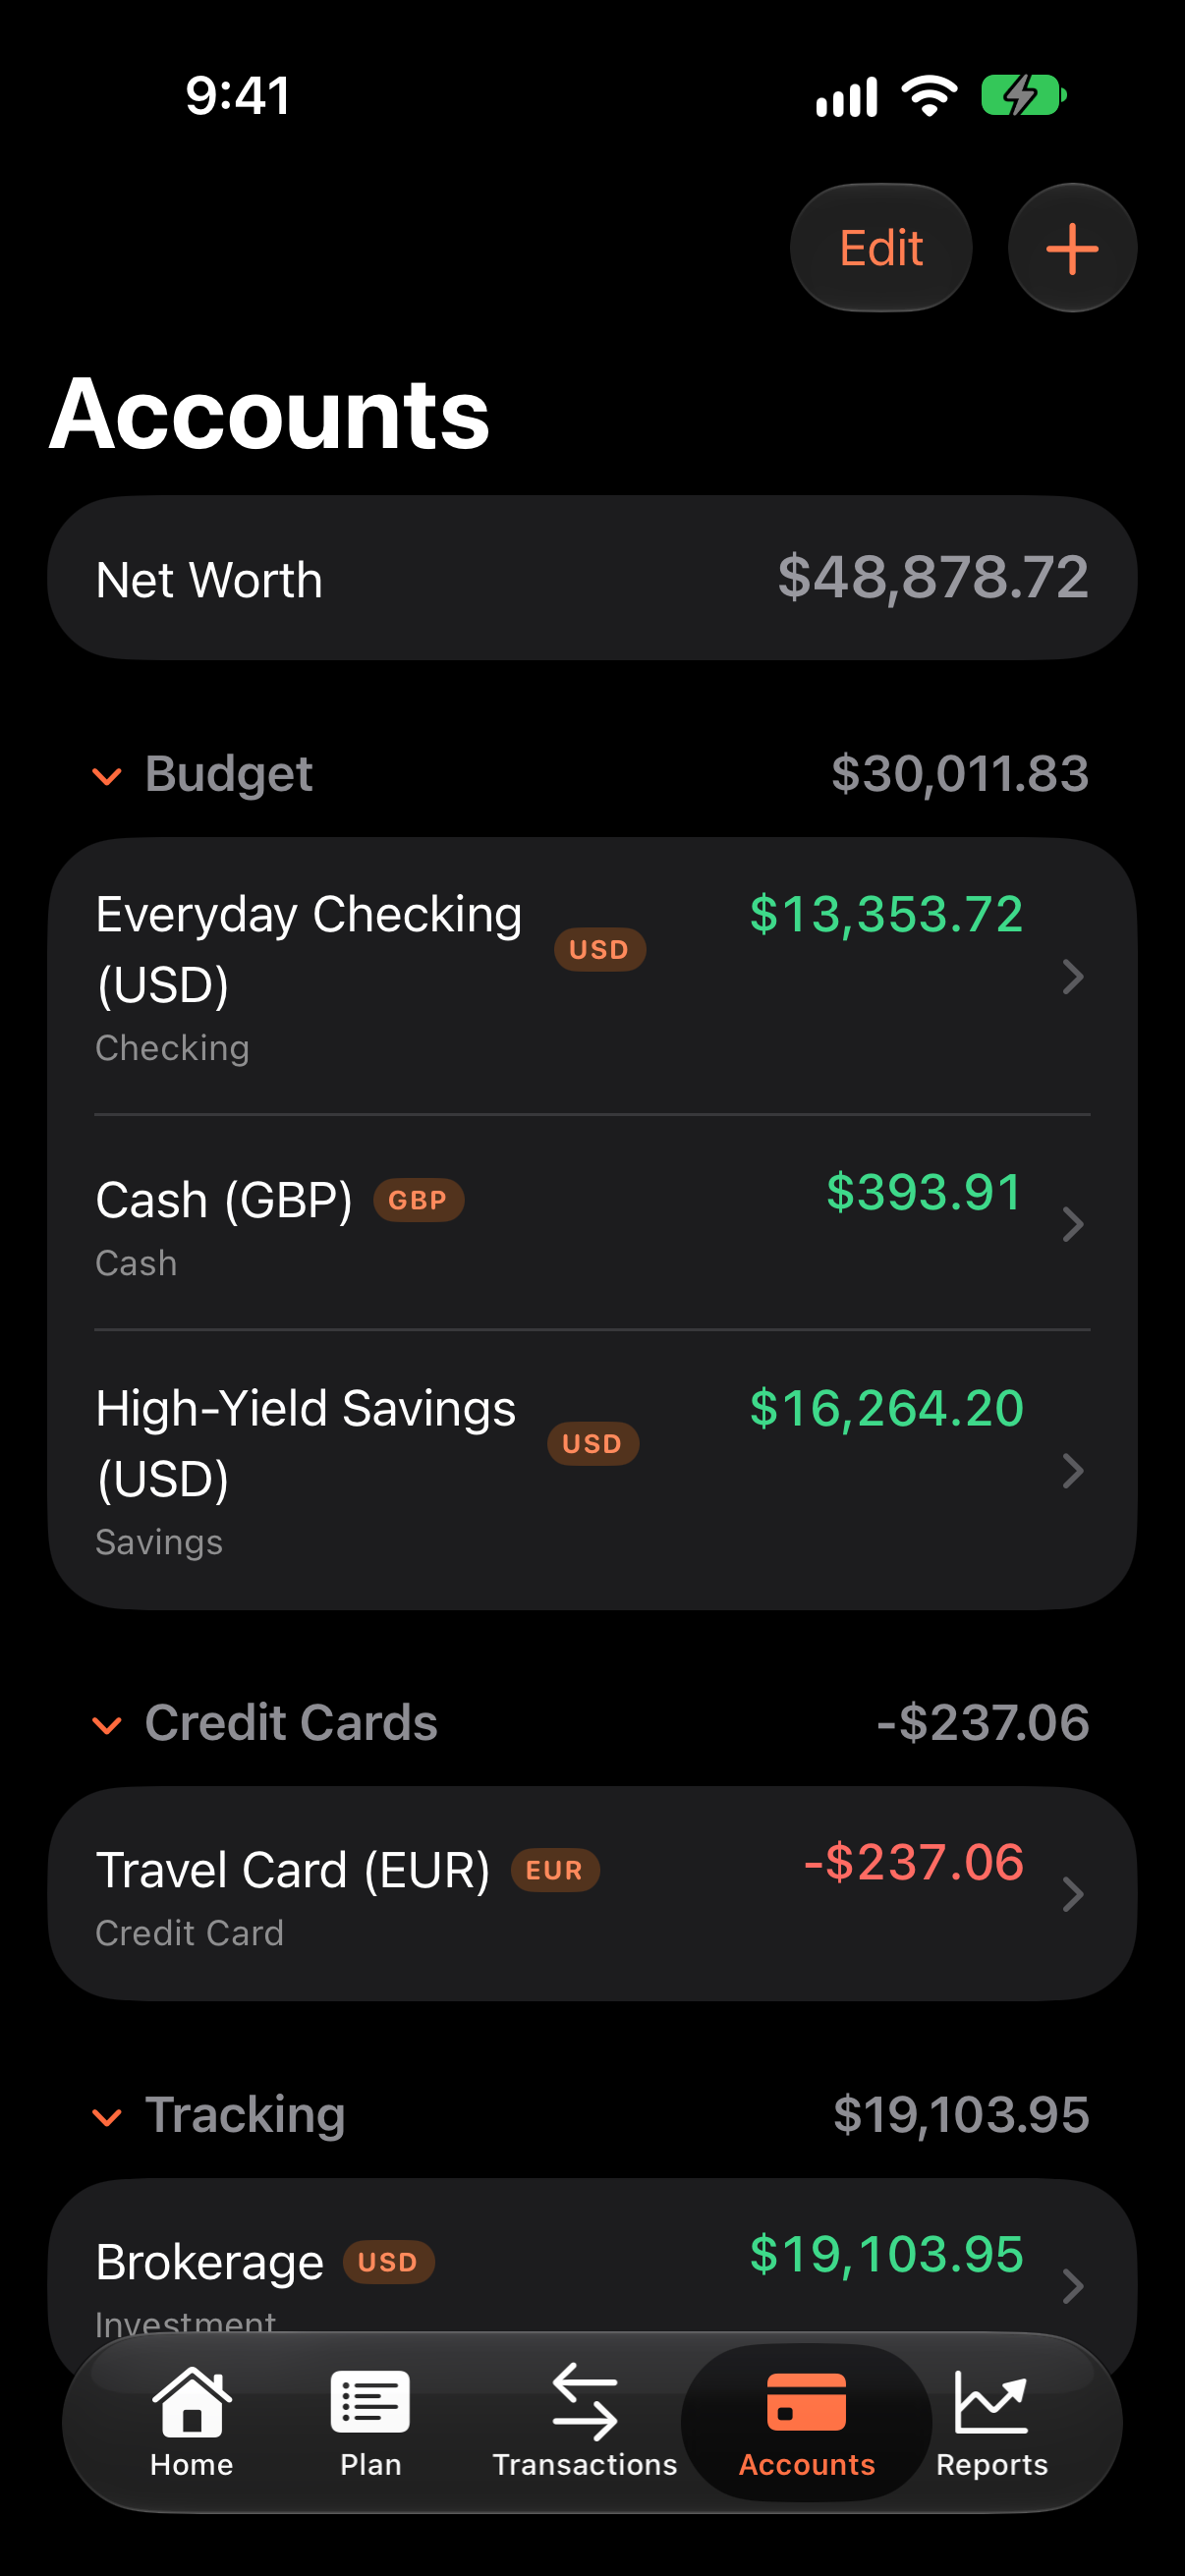 9:41
Edit
Accounts
Net Worth $48,878.72
Budget $30,011.83
Everyday Checking
(USD)
USD
$13,353.72
Checking
Cash (GBP) GBP $393.91
Cash
High-Yield Savings
(USD)
USD
$16,264.20
Savings
Credit Cards -$237.06
Travel Card (EUR) EUR -$237.06
Credit Card
Tracking $19,103.95
Brokerage USD $19,103.95
Investment
Home Plan Transactions Accounts Reports